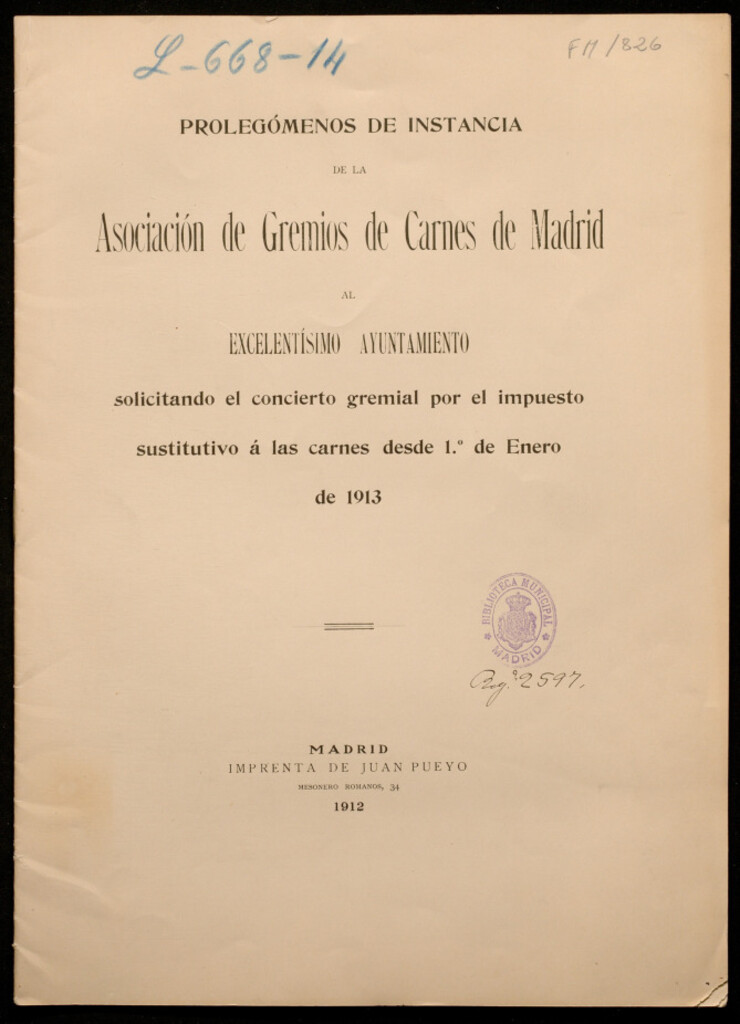 L-668-14
FM/826
PROLEGÓMENOS DE INSTANCIA
DE LA
Asociación de Gremios de Carnes de Madrid
AL
EXCELENTÍSIMO AYUNTAMIENTO
solicitando el concierto gremial por el impuesto
sustitutivo á las carnes desde 1.º de Enero
de 1913
BIBLIOTECA MUNICIPAL
MADRID
Reg.º 2597.
MADRID
IMPRENTA DE JUAN PUEYO
MESONERO ROMANOS, 34
1912